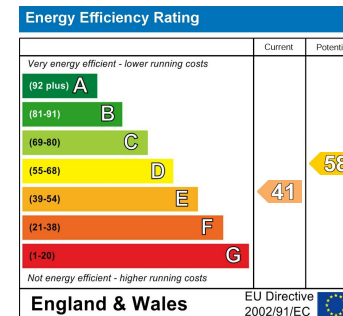 Energy Efficiency Rating
Current
Very energy efficient - lower running costs
(92 plus) A
(81-91) B
(69-80) C
(55-68) D
58
(39-54) E
41
(21-38) F
(1-20) G
Not energy efficient - higher running costs
England & Wales
EU Directive
2002/91/EC